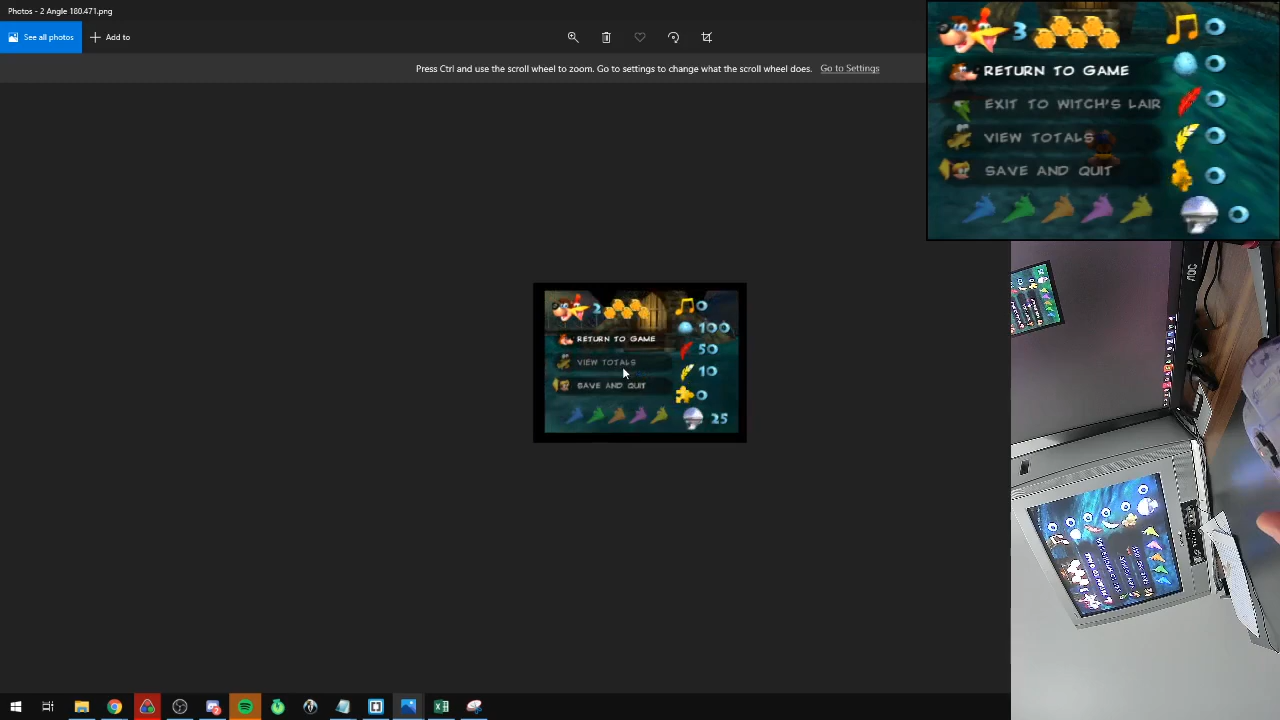 Photos - 2 Angle 180.471.png
See all photos
Add to
Press Ctrl and use the scroll wheel to zoom. Go to settings to change what the scroll wheel does. Go to Settings
3
RETURN TO GAME
EXIT TO WITCH'S LAIR
VIEW TOTALS
SAVE AND QUIT
0
0
0
0
0
0
2
RETURN TO GAME
VIEW TOTALS
SAVE AND QUIT
0
100
50
10
0
25
AOC